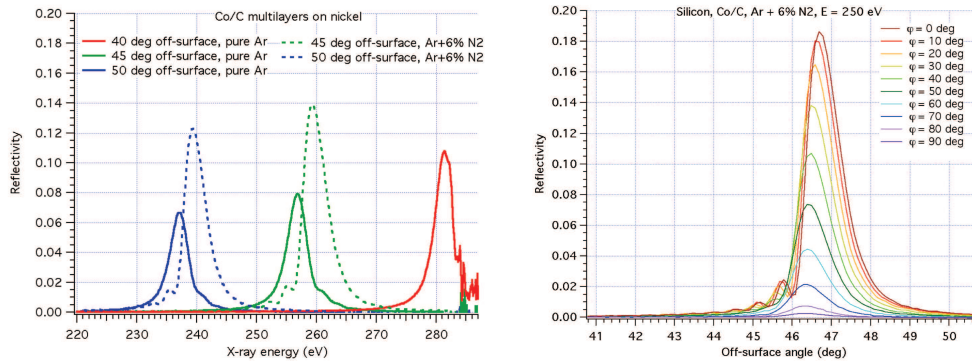 Co/C multilayers on nickel
40 deg off-surface, pure Ar
45 deg off-surface, pure Ar
50 deg off-surface, pure Ar
45 deg off-surface, Ar+6% N2
50 deg off-surface, Ar+6% N2
Reflectivity
0.20
0.18
0.16
0.14
0.12
0.10
0.08
0.06
0.04
0.02
0.00
220
230
240
250
260
270
280
X-ray energy (eV)
Silicon, Co/C, Ar + 6% N2, E = 250 eV
φ = 0 deg
φ = 10 deg
φ = 20 deg
φ = 30 deg
φ = 40 deg
φ = 50 deg
φ = 60 deg
φ = 70 deg
φ = 80 deg
φ = 90 deg
Reflectivity
0.20
0.18
0.16
0.14
0.12
0.10
0.08
0.06
0.04
0.02
0.00
41
42
43
44
45
46
47
48
49
50
Off-surface angle (deg)